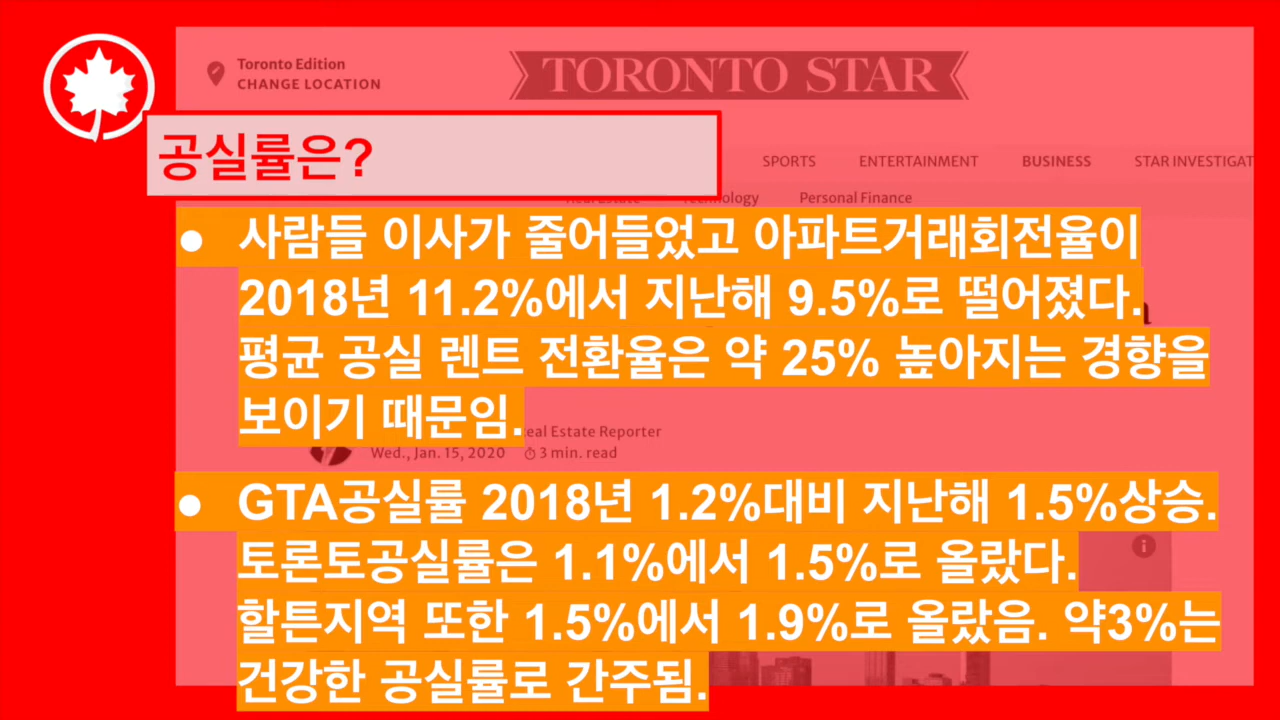 Toronto Edition
CHANGE LOCATION
TORONTO STAR
공실률은?
SPORTS ENTERTAINMENT BUSINESS STAR INVESTIGAT
Real Estate Technology Personal Finance
● 사람들 이사가 줄어들었고 아파트거래회전율이
2018년 11.2%에서 지난해 9.5%로 떨어졌다.
평균 공실 렌트 전환율은 약 25% 높아지는 경향을
보이기 때문임.
eal Estate Reporter
Wed., Jan. 15, 2020 3 min. read
● GTA공실률 2018년 1.2%대비 지난해 1.5%상승.
토론토공실률은 1.1%에서 1.5%로 올랐다.
할튼지역 또한 1.5%에서 1.9%로 올랐음. 약3%는
건강한 공실률로 간주됨.